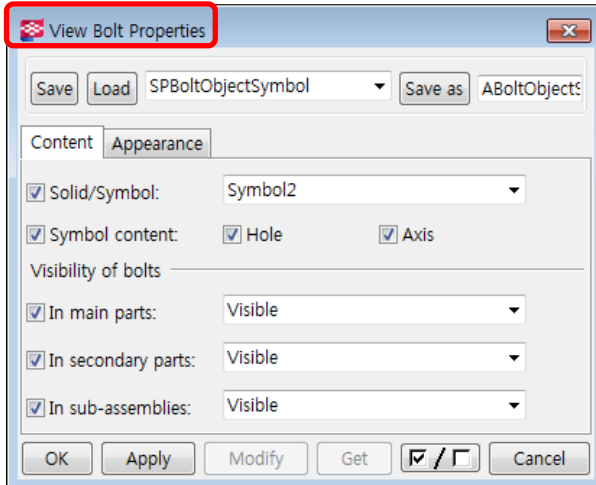 View Bolt Properties
Save Load SPBoltObjectSymbol Save as ABoltObjectS
Content Appearance
Solid/Symbol: Symbol2
Symbol content: Hole Axis
Visibility of bolts
In main parts: Visible
In secondary parts: Visible
In sub-assemblies: Visible
OK Apply Modify Get / Cancel